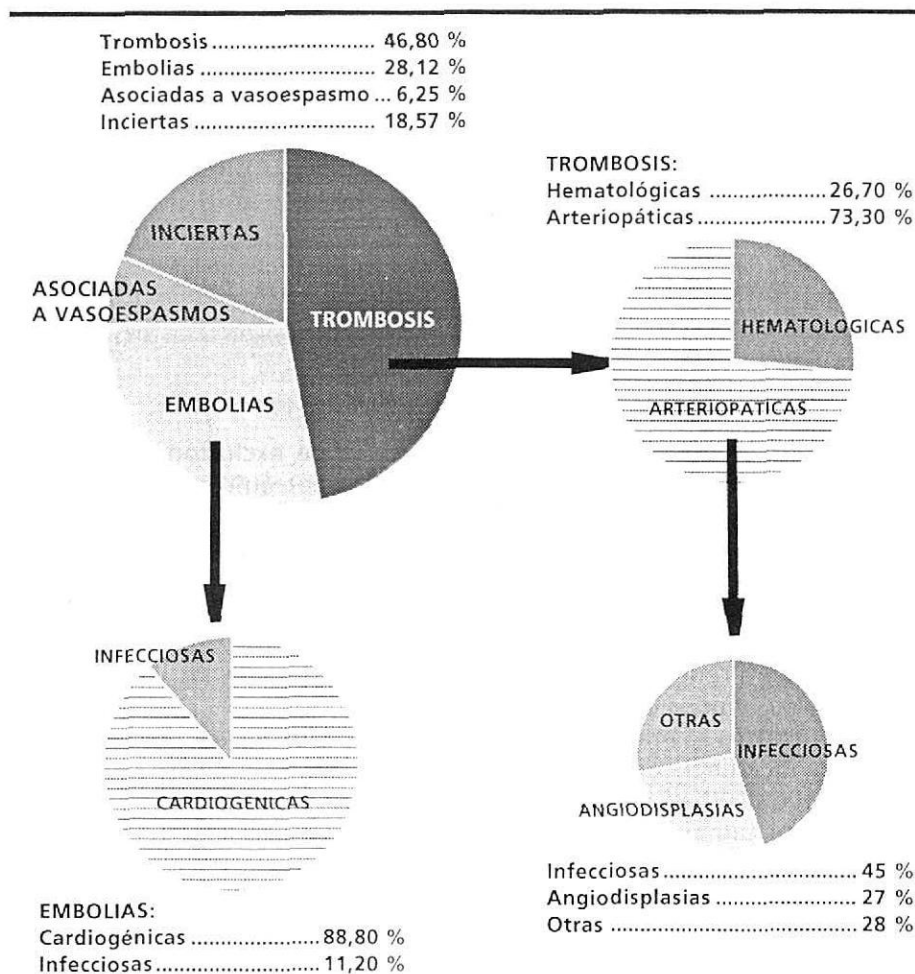 Trombosis .................... 46,80 %
Embolias ...................... 28,12 %
Asociadas a vasoespasmo ... 6,25 %
Inciertas ...................... 18,57 %
TROMBOSIS:
Hematológicas ............... 26,70 %
Arteriopáticas................. 73,30 %
INCIERTAS
ASOCIADAS
A VASOESPASMOS
TROMBOSIS
EMBOLIAS
HEMATOLOGICAS
ARTERIOPATICAS
INFECCIOSAS
CARDIOGENICAS
OTRAS
INFECCIOSAS
ANGIODISPLASIAS
Infecciosas........................ 45 %
Angiodisplasias ................. 27 %
Otras ............................... 28 %
EMBOLIAS:
Cardiogénicas ................ 88,80 %
Infecciosas..................... 11,20 %